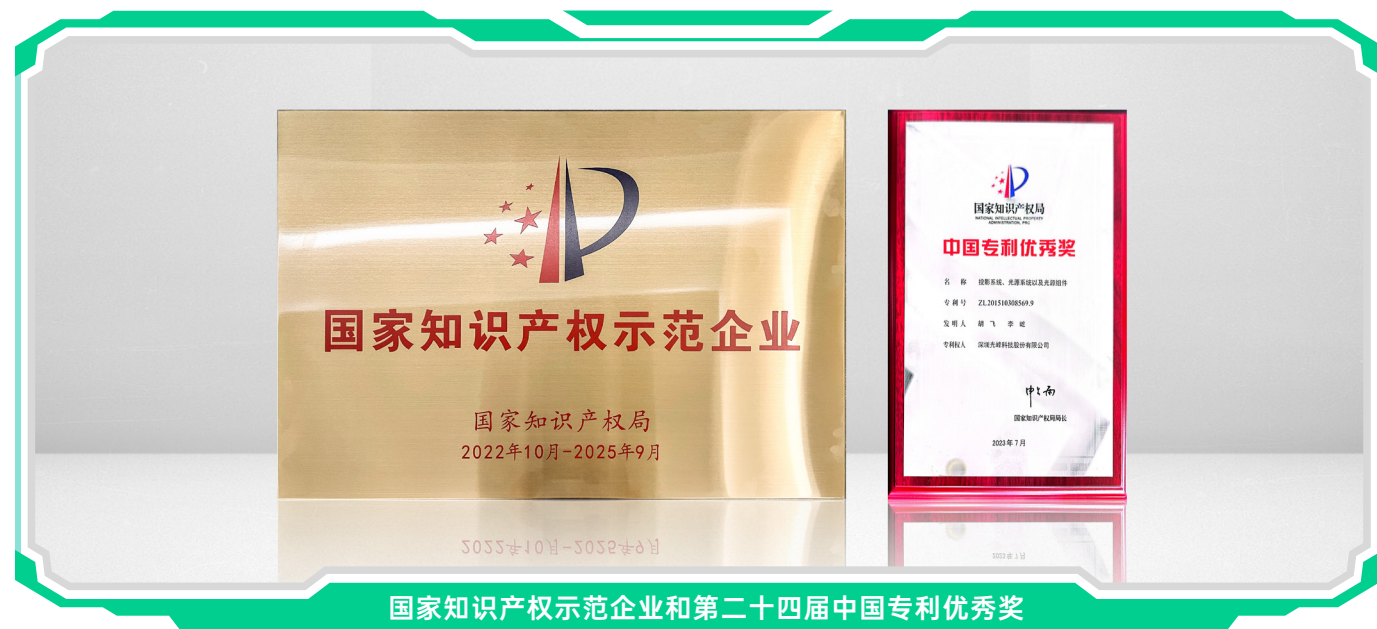 国家知识产权示范企业
国家知识产权局
2022年10月-2025年9月
国家知识产权局
NATIONAL INTELLECTUAL PROPERTY
ADMINISTRATION, PRC
中国专利优秀奖
名 称 投影系统、光源系统以及光源组件
专利号 ZL201510308569.9
发明人 胡 飞 李 屹
专利权人 深圳光峰科技股份有限公司
国家知识产权局局长
2023年7月
国家知识产权示范企业和第二十四届中国专利优秀奖